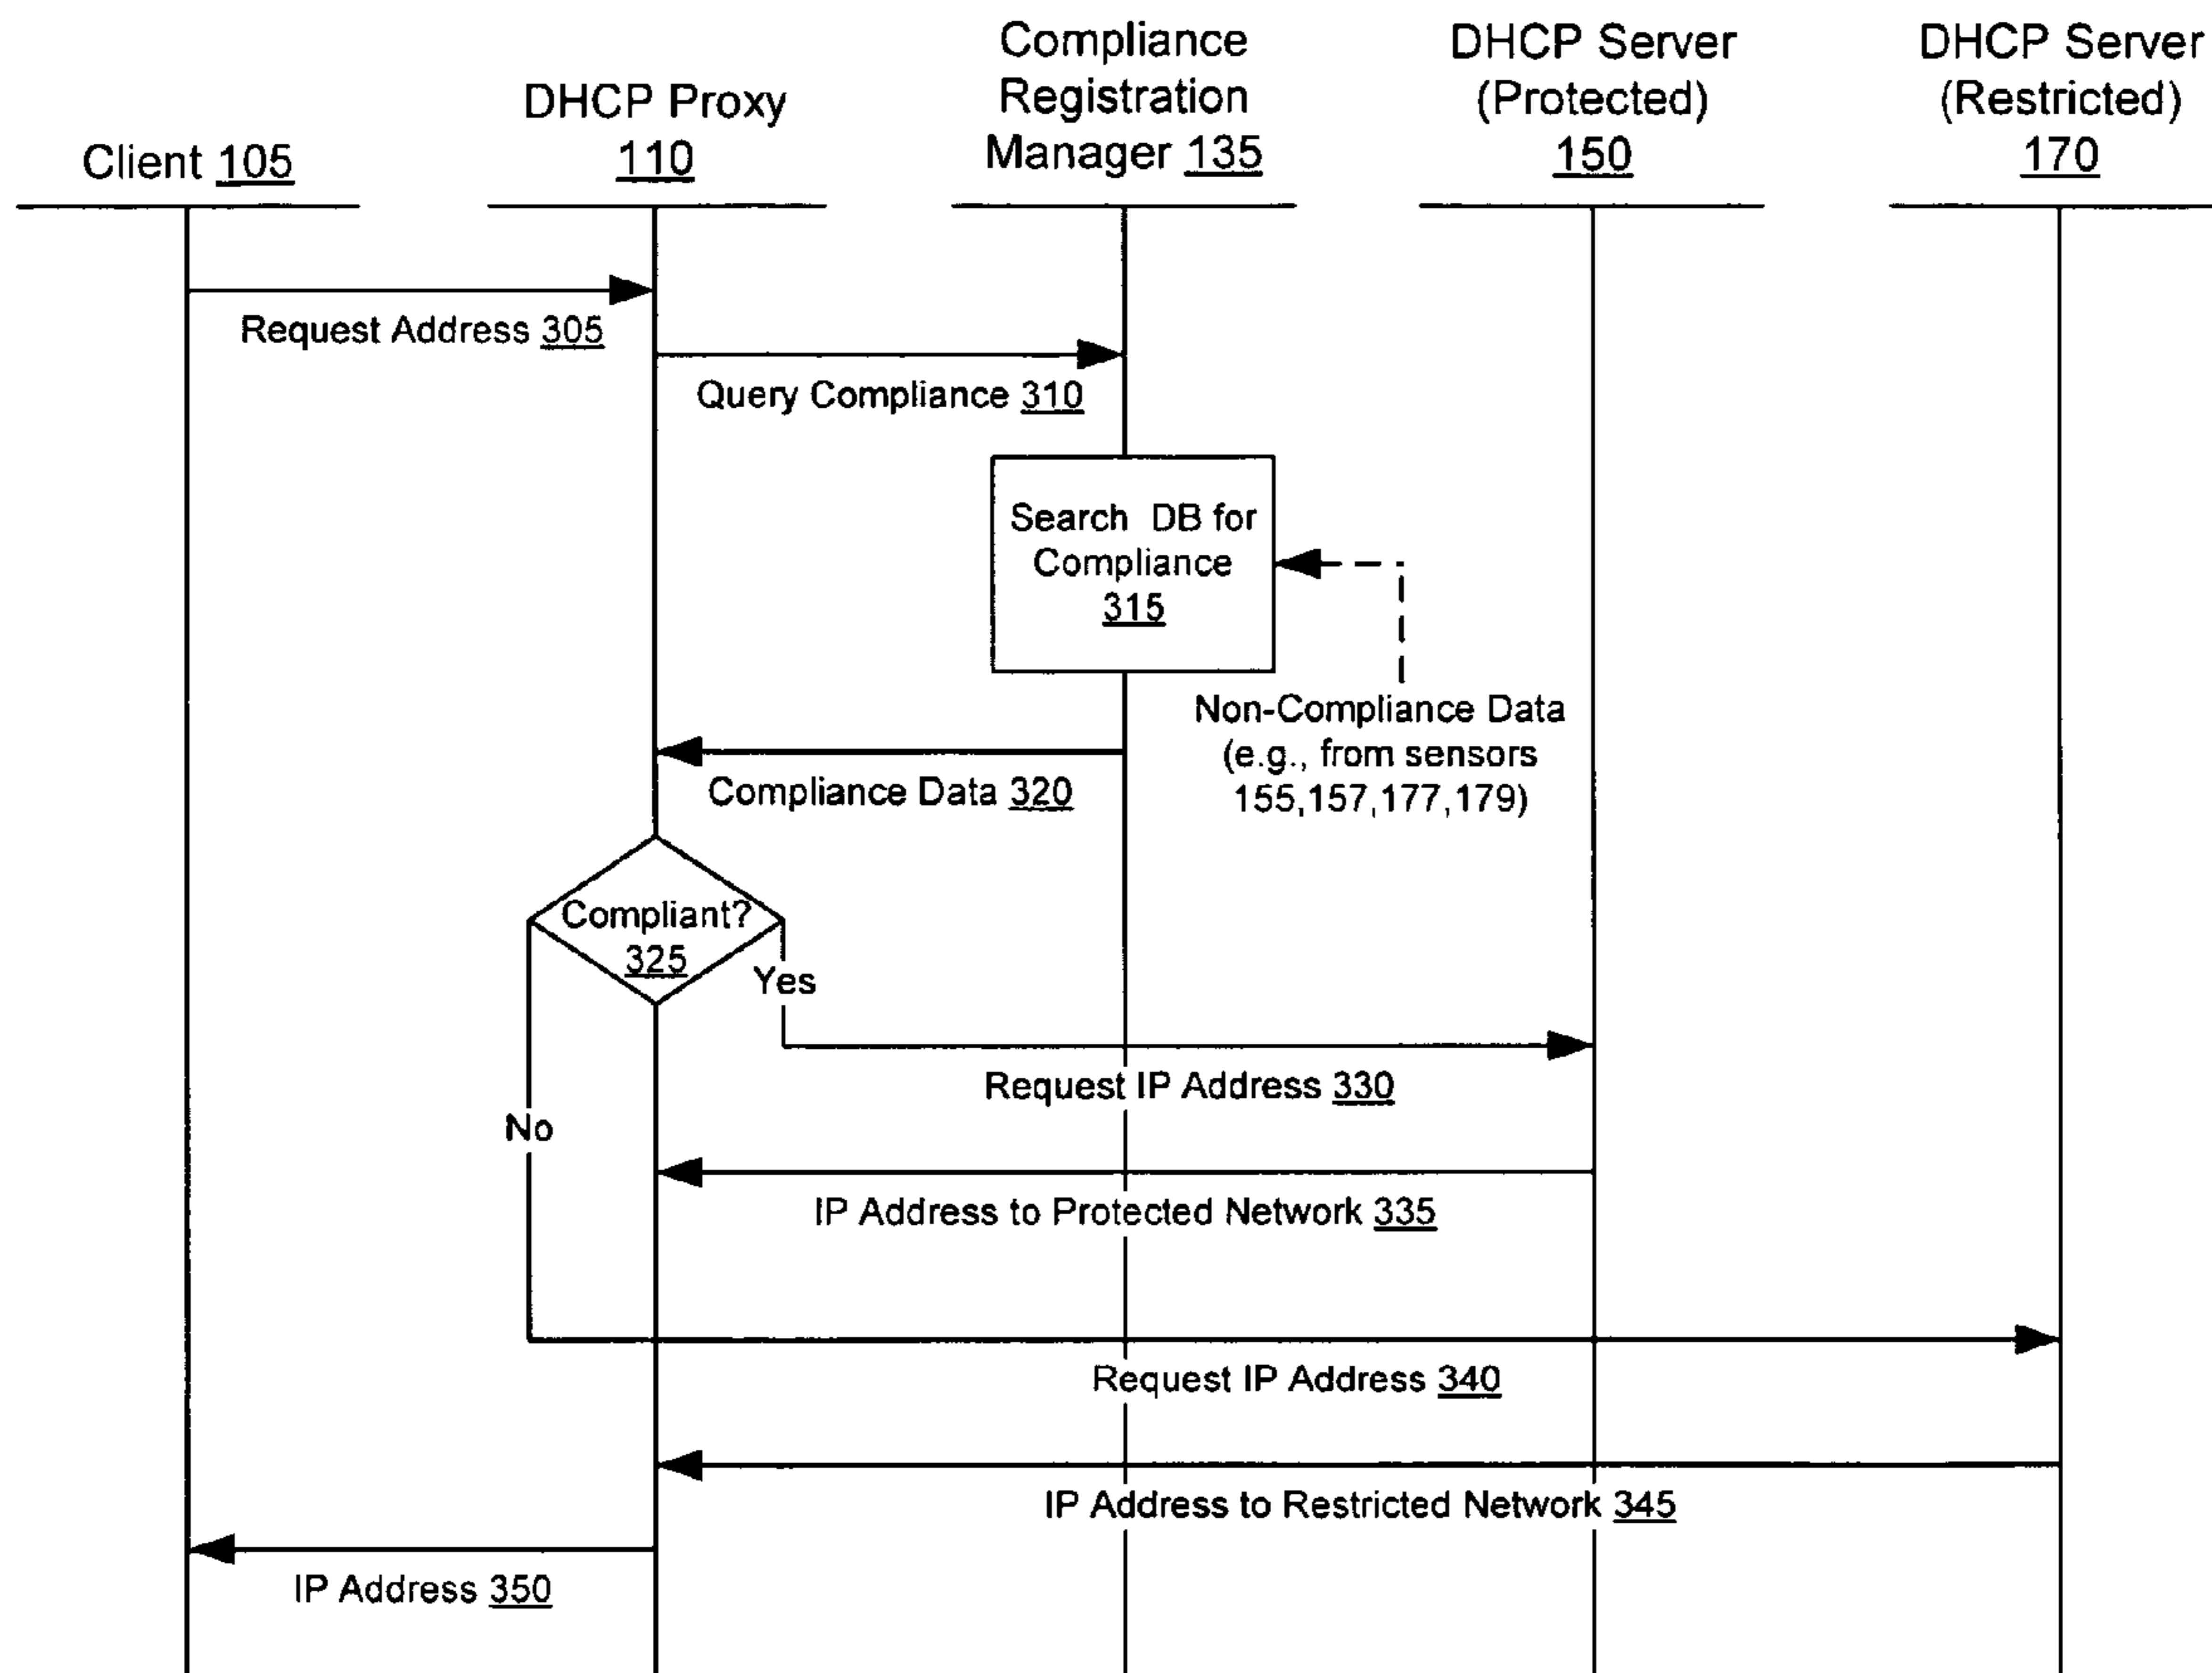 Client 105
DHCP Proxy
110
Compliance
Registration
Manager 135
DHCP Server
(Protected)
150
DHCP Server
(Restricted)
170
Request Address 305
Query Compliance 310
Search DB for
Compliance
315
Non-Compliance Data
(e.g., from sensors
155,157,177,179)
Compliance Data 320
Compliant?
325
Yes
Request IP Address 330
No
IP Address to Protected Network 335
Request IP Address 340
IP Address to Restricted Network 345
IP Address 350